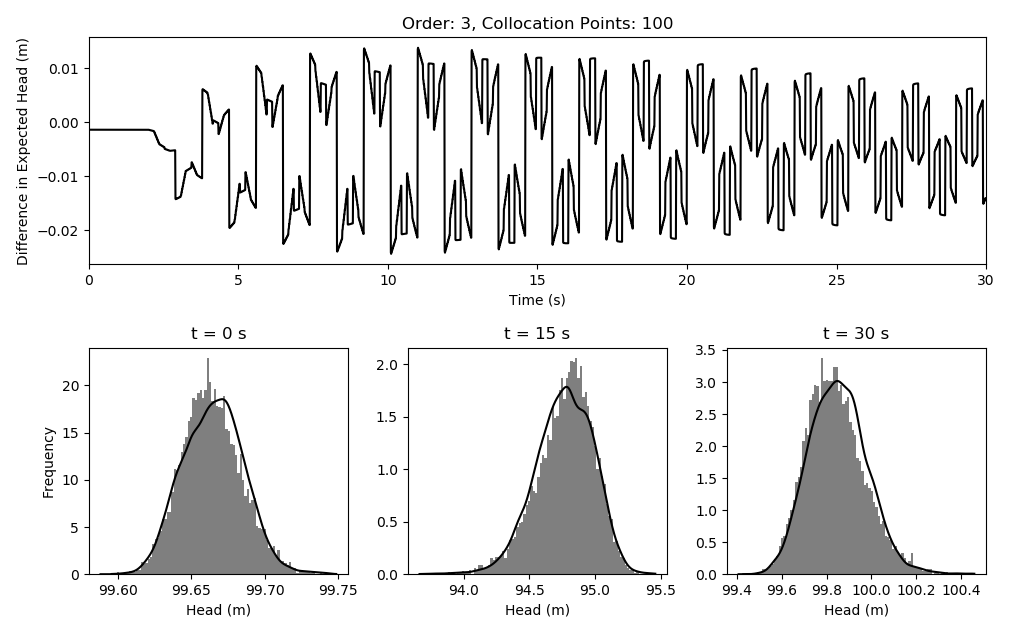 Order: 3, Collocation Points: 100
Difference in Expected Head (m)
0.01
0.00
−0.01
−0.02
0 5 10 15 20 25 30
Time (s)
t = 0 s
Frequency
20
15
10
5
0
99.60 99.65 99.70 99.75
Head (m)
t = 15 s
2.0
1.5
1.0
0.5
0.0
94.0 94.5 95.0 95.5
Head (m)
t = 30 s
3.5
3.0
2.5
2.0
1.5
1.0
0.5
0.0
99.4 99.6 99.8 100.0 100.2 100.4
Head (m)